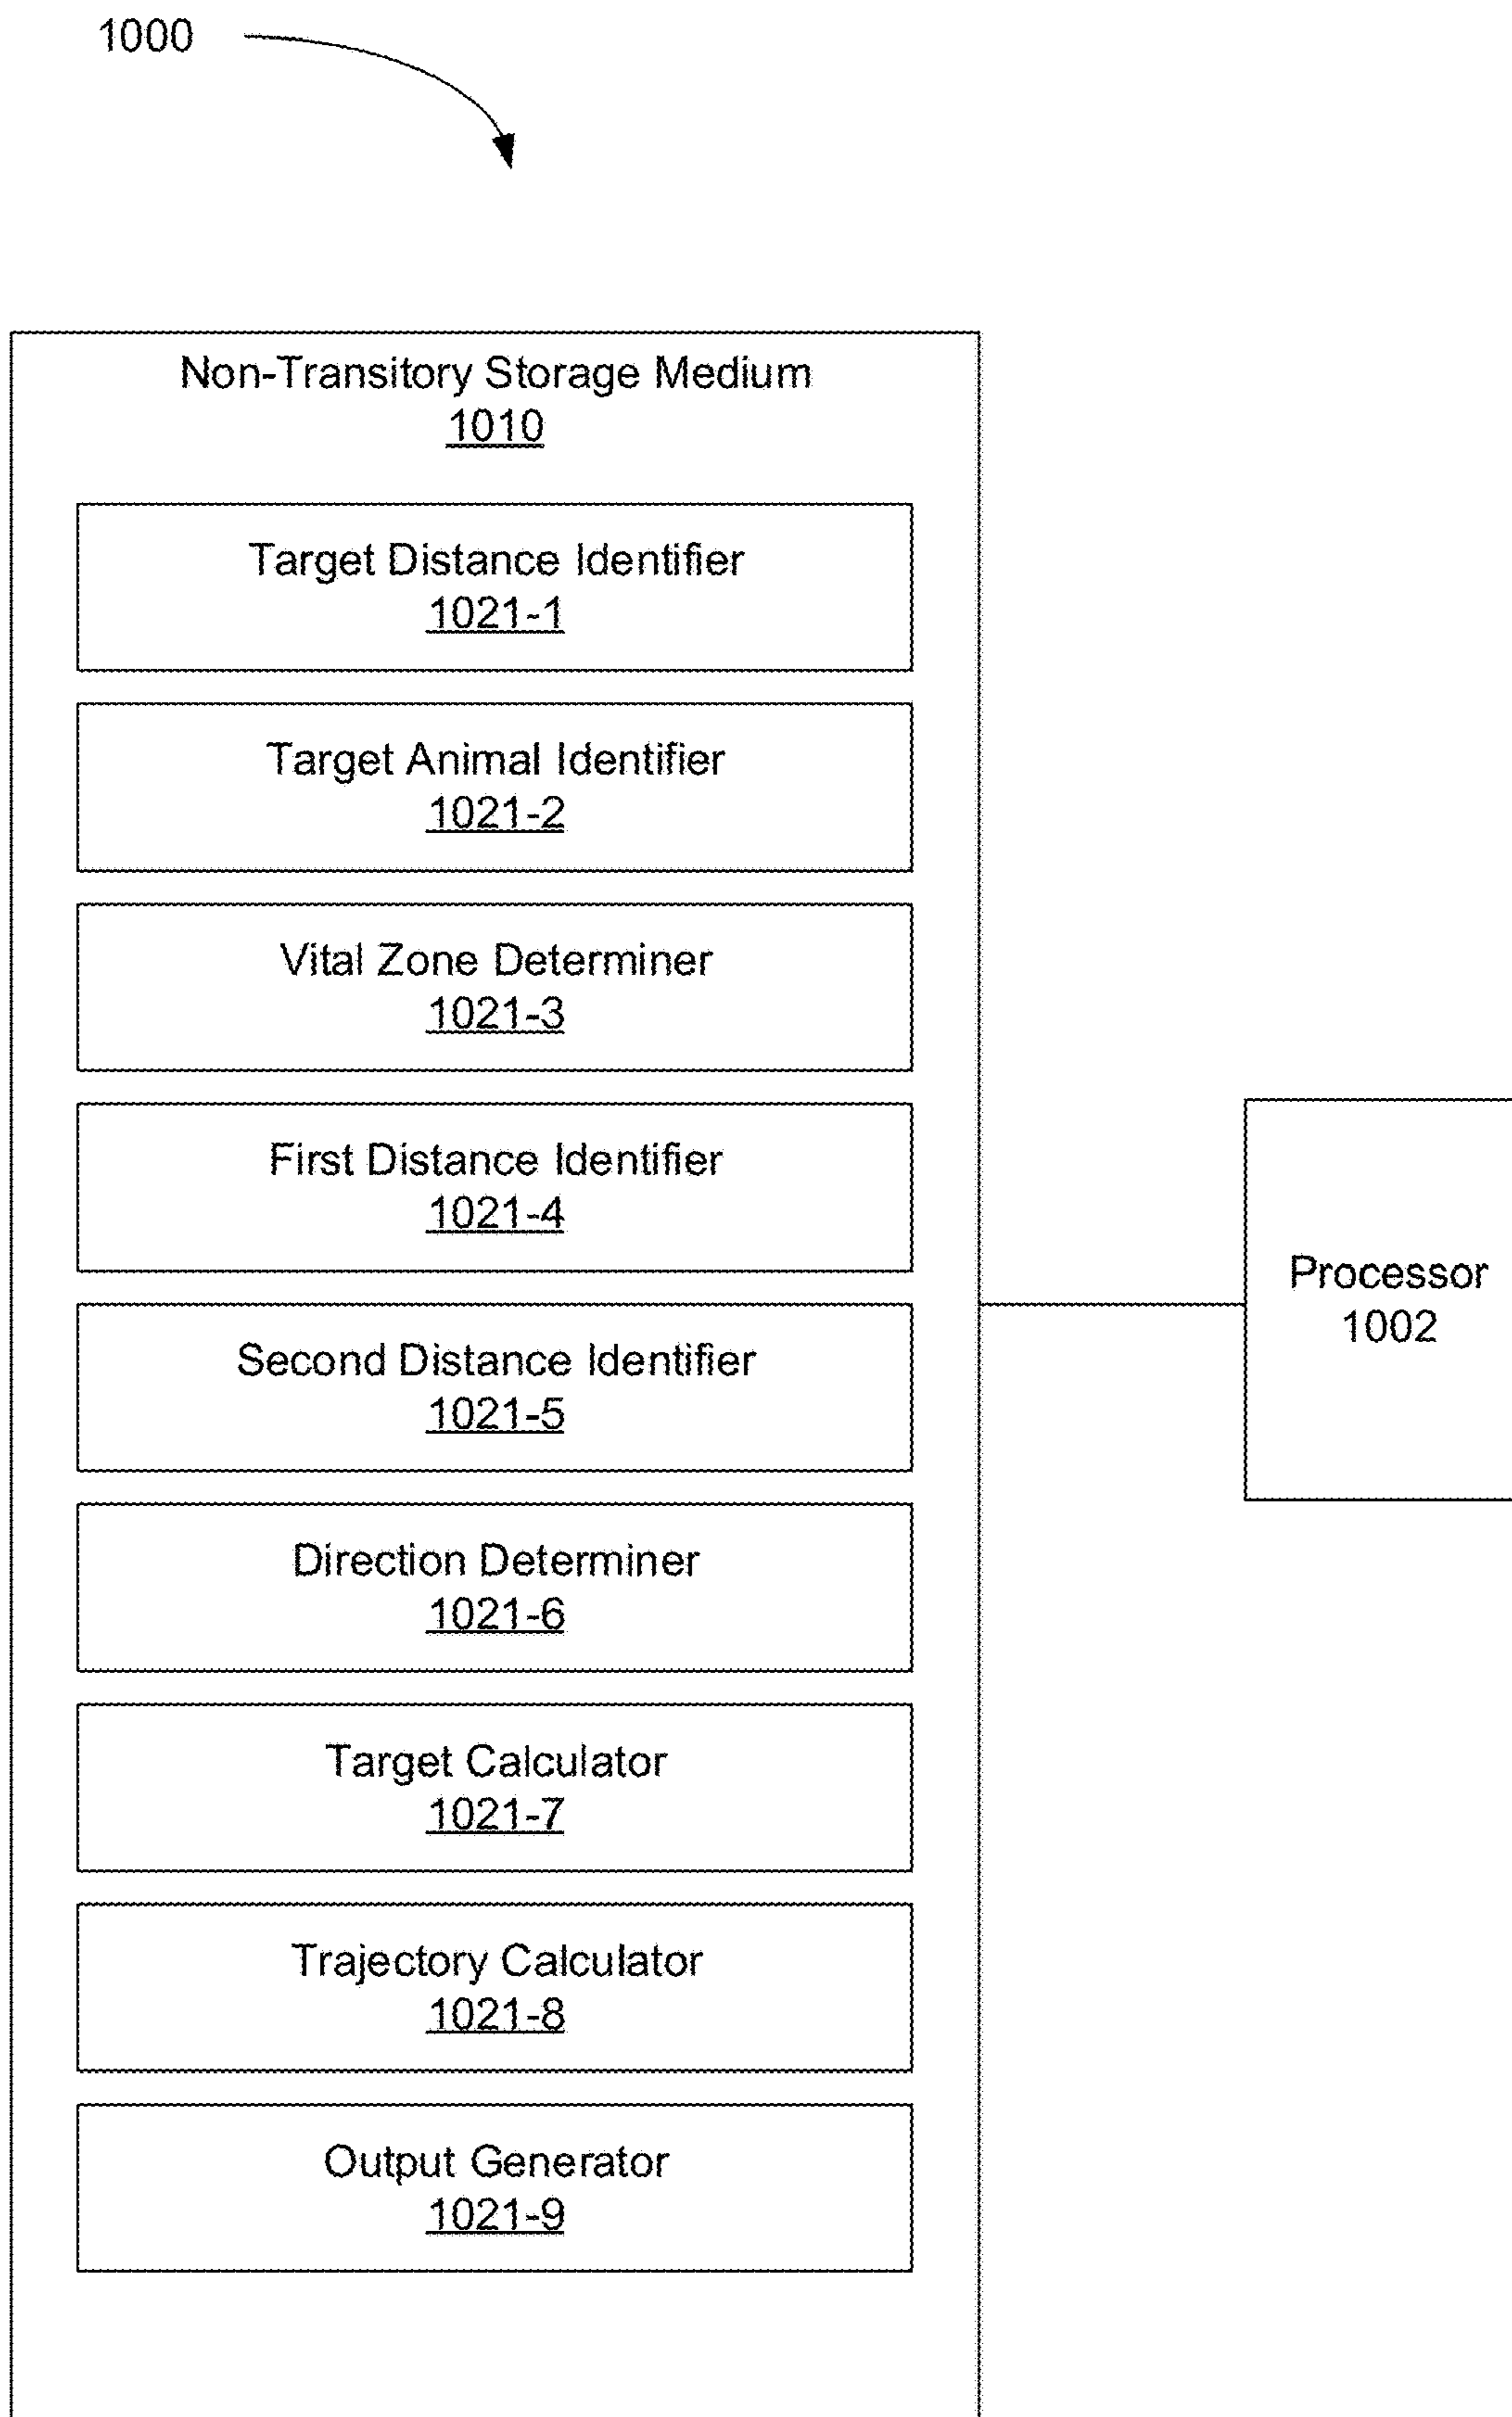 1000
Non-Transitory Storage Medium
1010
Target Distance Identifier
1021-1
Target Animal Identifier
1021-2
Vital Zone Determiner
1021-3
First Distance Identifier
1021-4
Second Distance Identifier
1021-5
Direction Determiner
1021-6
Target Calculator
1021-7
Trajectory Calculator
1021-8
Output Generator
1021-9
Processor
1002